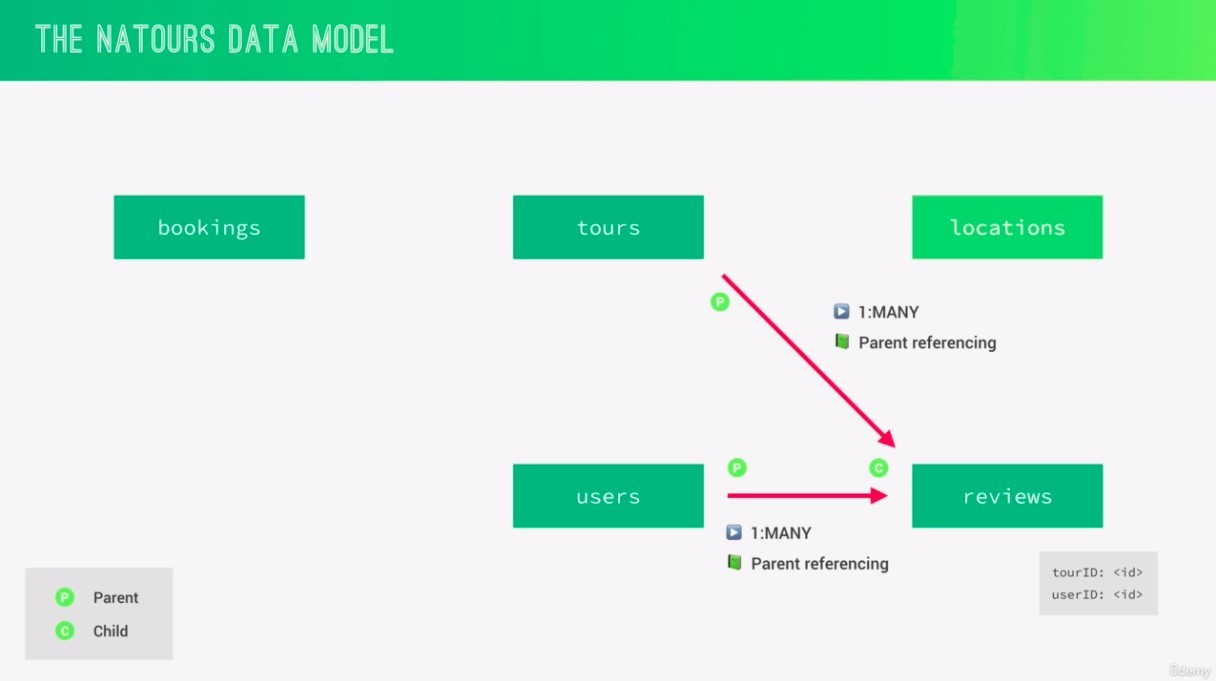 THE NATOURS DATA MODEL
bookings
tours
locations
P
1:MANY
Parent referencing
P
C
users
reviews
1:MANY
Parent referencing
tourID: <id>
userID: <id>
P Parent
C Child
ûdemy